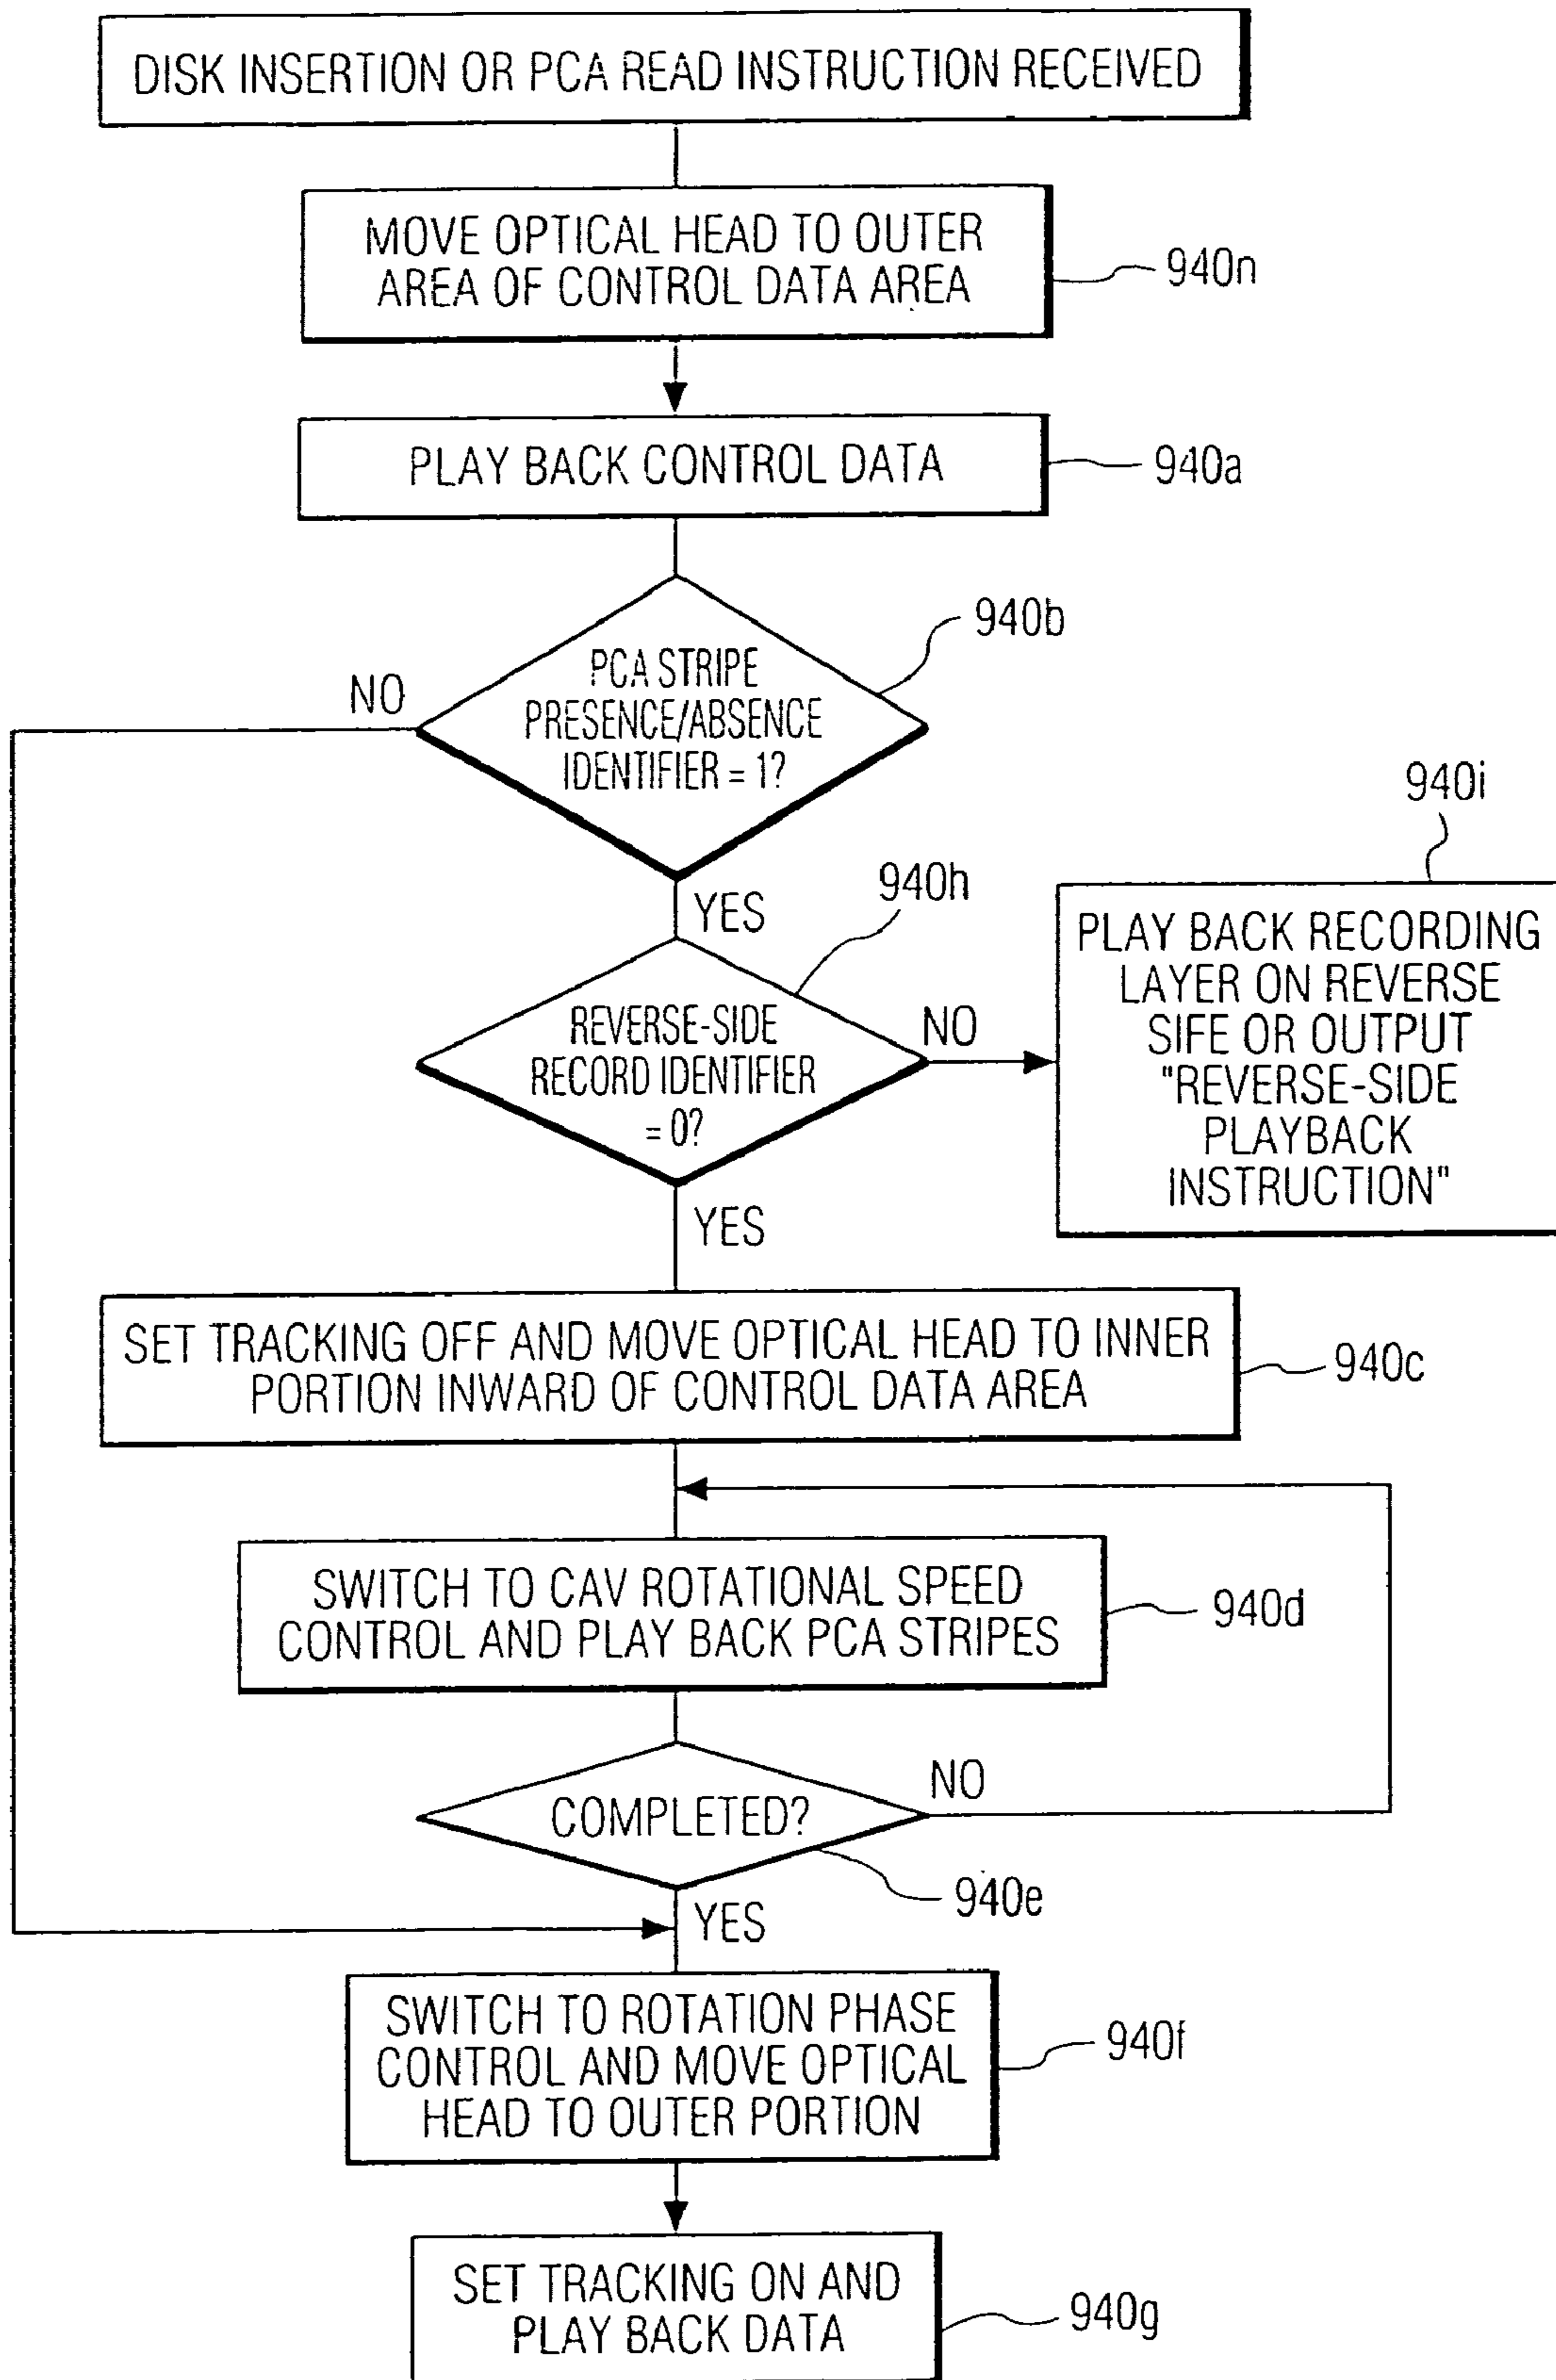 DISK INSERTION OR PCA READ INSTRUCTION RECEIVED
MOVE OPTICAL HEAD TO OUTER
AREA OF CONTROL DATA AREA
940n
PLAY BACK CONTROL DATA
940a
940b
PCA STRIPE
PRESENCE/ABSENCE
IDENTIFIER = 1?
NO
YES
940h
REVERSE-SIDE
RECORD IDENTIFIER
= 0?
NO
940i
PLAY BACK RECORDING
LAYER ON REVERSE
SIFE OR OUTPUT
"REVERSE-SIDE
PLAYBACK
INSTRUCTION"
YES
SET TRACKING OFF AND MOVE OPTICAL HEAD TO INNER
PORTION INWARD OF CONTROL DATA AREA
940c
SWITCH TO CAV ROTATIONAL SPEED
CONTROL AND PLAY BACK PCA STRIPES
940d
COMPLETED?
NO
940e
YES
SWITCH TO ROTATION PHASE
CONTROL AND MOVE OPTICAL
HEAD TO OUTER PORTION
940f
SET TRACKING ON AND
PLAY BACK DATA
940g